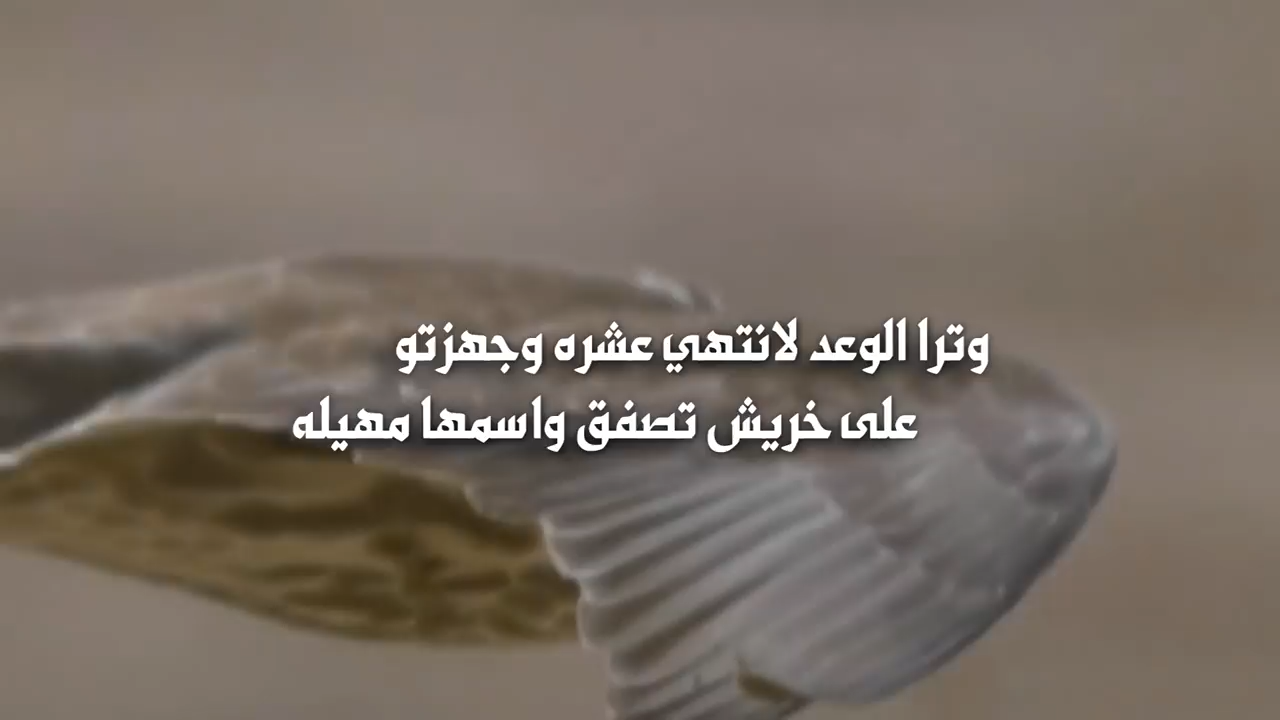 وترا الوعد لانتهي عشره وجهزتو
على خريش تصفق واسمها مهيله